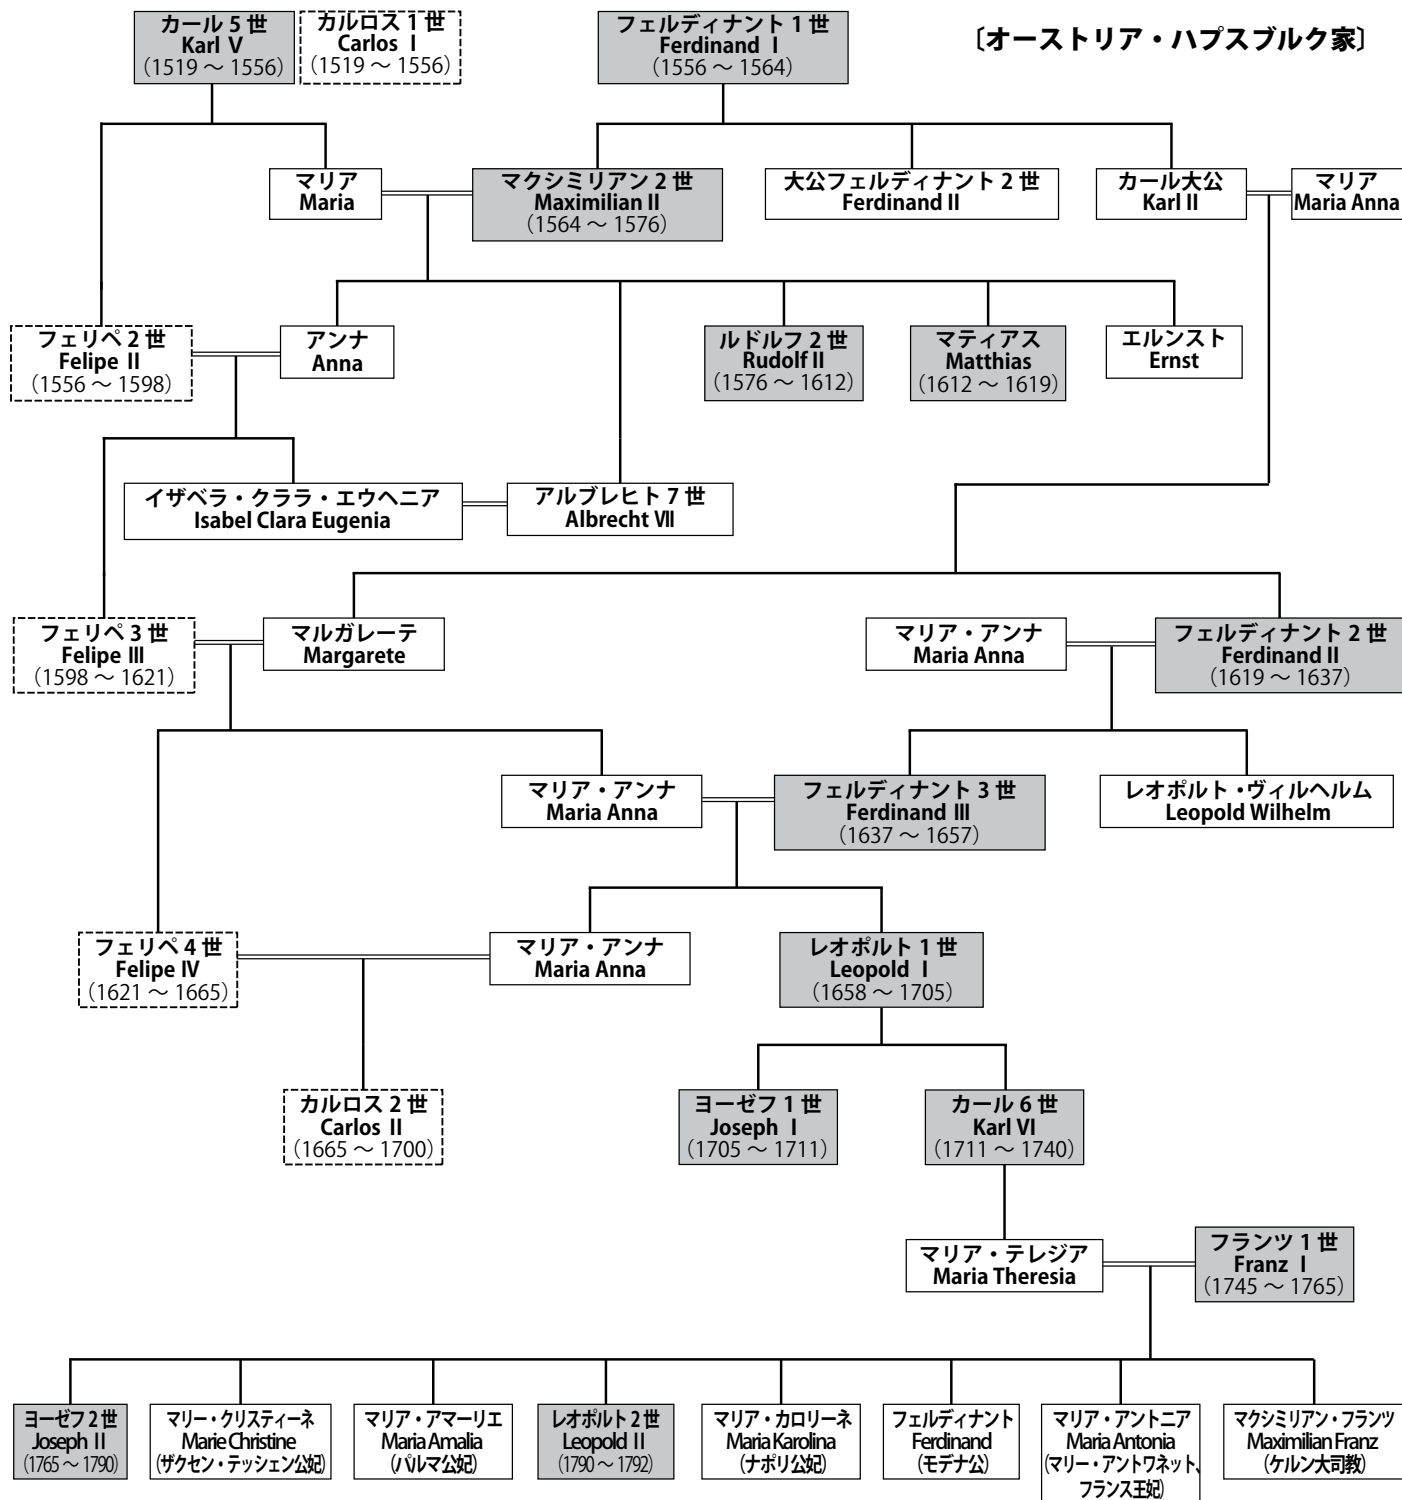 カール 5 世
Karl Ⅴ
（1519 ～ 1556）
カルロス 1 世
Carlos Ⅰ
（1519 ～ 1556）
フェルディナント 1 世
Ferdinand Ⅰ
（1556 ～ 1564）
〔オーストリア・ハプスブルク家〕
マリア
Maria
マクシミリアン 2 世
Maximilian II
（1564 ～ 1576）
大公フェルディナント 2 世
Ferdinand II
カール大公
Karl II
マリア
Maria Anna
フェリペ 2 世
Felipe II
（1556 ～ 1598）
アンナ
Anna
ルドルフ 2 世
Rudolf II
（1576 ～ 1612）
マティアス
Matthias
（1612 ～ 1619）
エルンスト
Ernst
イザベラ・クララ・エウヘニア
Isabel Clara Eugenia
アルブレヒト 7 世
Albrecht Ⅶ
フェリペ 3 世
Felipe Ⅲ
（1598 ～ 1621）
マルガレーテ
Margarete
マリア・アンナ
Maria Anna
フェルディナント 2 世
Ferdinand II
（1619 ～ 1637）
マリア・アンナ
Maria Anna
フェルディナント 3 世
Ferdinand Ⅲ
（1637 ～ 1657）
レオポルト・ヴィルヘルム
Leopold Wilhelm
フェリペ 4 世
Felipe Ⅳ
（1621 ～ 1665）
マリア・アンナ
Maria Anna
レオポルト 1 世
Leopold Ⅰ
（1658 ～ 1705）
カルロス 2 世
Carlos Ⅱ
（1665 ～ 1700）
ヨーゼフ 1 世
Joseph Ⅰ
（1705 ～ 1711）
カール 6 世
Karl Ⅵ
（1711 ～ 1740）
マリア・テレジア
Maria Theresia
フランツ 1 世
Franz Ⅰ
（1745 ～ 1765）
ヨーゼフ 2 世
Joseph Ⅱ
（1765 ～ 1790）
マリー・クリスティーネ
Marie Christine
（ザクセン・テッシェン公妃）
マリア・アマーリエ
Maria Amalia
（パルマ公妃）
レオポルト 2 世
Leopold Ⅱ
（1790 ～ 1792）
マリア・カロリーネ
Maria Karolina
（ナポリ公妃）
フェルディナント
Ferdinand
（モデナ公）
マリア・アントニア
Maria Antonia
（マリー・アントワネット、
フランス王妃）
マクシミリアン・フランツ
Maximilian Franz
（ケルン大司教）